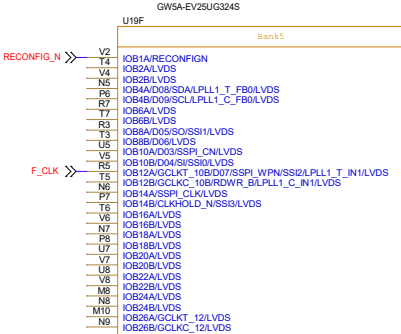 GW5A-EV25UG324S
U19F
Bank5
RECONFIG_N V2 IOB1A/RECONFIGN
T4 IOB2A/LVDS
V4 IOB2B/LVDS
N5 IOB4A/D08/SDA/LPLL1_T_FB0/LVDS
P6 IOB4B/D09/SCL/LPLL1_C_FB0/LVDS
R7 IOB6A/LVDS
T7 IOB6B/LVDS
R3 IOB8A/D05/SO/SSI1/LVDS
T3 IOB8B/D06/LVDS
U5 IOB10A/D03/SSPI_CN/LVDS
V5 IOB10B/D04/SI/SSI0/LVDS
F_CLK R5 IOB12A/GCLKT_10B/D07/SSPI_WPN/SSI2/LPLL1_T_IN1/LVDS
T5 IOB12B/GCLKC_10B/RDWR_B/LPLL1_C_IN1/LVDS
N6 IOB14A/SSPI_CLK/LVDS
P7 IOB14B/CLKHOLD_N/SSI3/LVDS
T6 IOB16A/LVDS
V6 IOB16B/LVDS
N7 IOB18A/LVDS
P8 IOB18B/LVDS
U7 IOB20A/LVDS
V7 IOB20B/LVDS
U8 IOB22A/LVDS
V8 IOB22B/LVDS
M8 IOB24A/LVDS
N8 IOB24B/LVDS
M10 IOB26A/GCLKT_12/LVDS
N9 IOB26B/GCLKC_12/LVDS